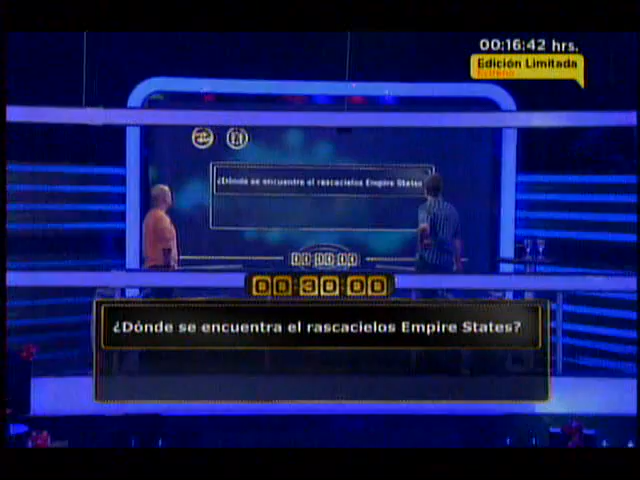 00:16:42 hrs.
Edición Limitada
Estreno
¿Dónde se encuentra el rascacielos Empire States
00:00:00
00:30:00
¿Dónde se encuentra el rascacielos Empire States?